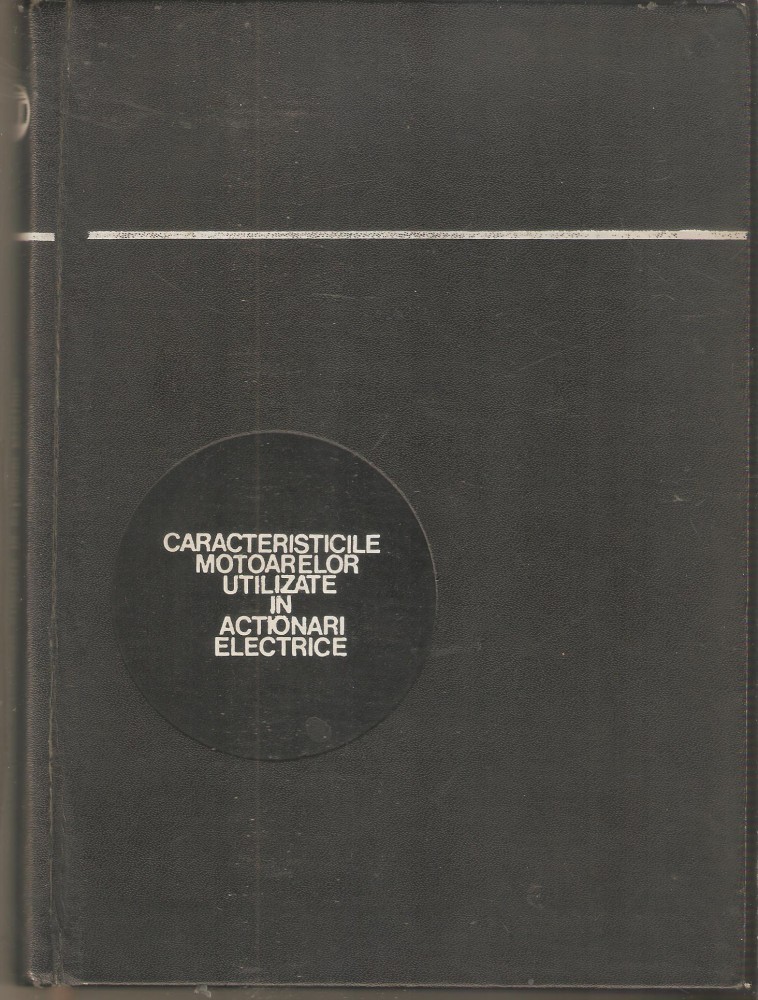 CARACTERISTICILE
MOTOARELOR
UTILIZATE
IN
ACTIONARI
ELECTRICE